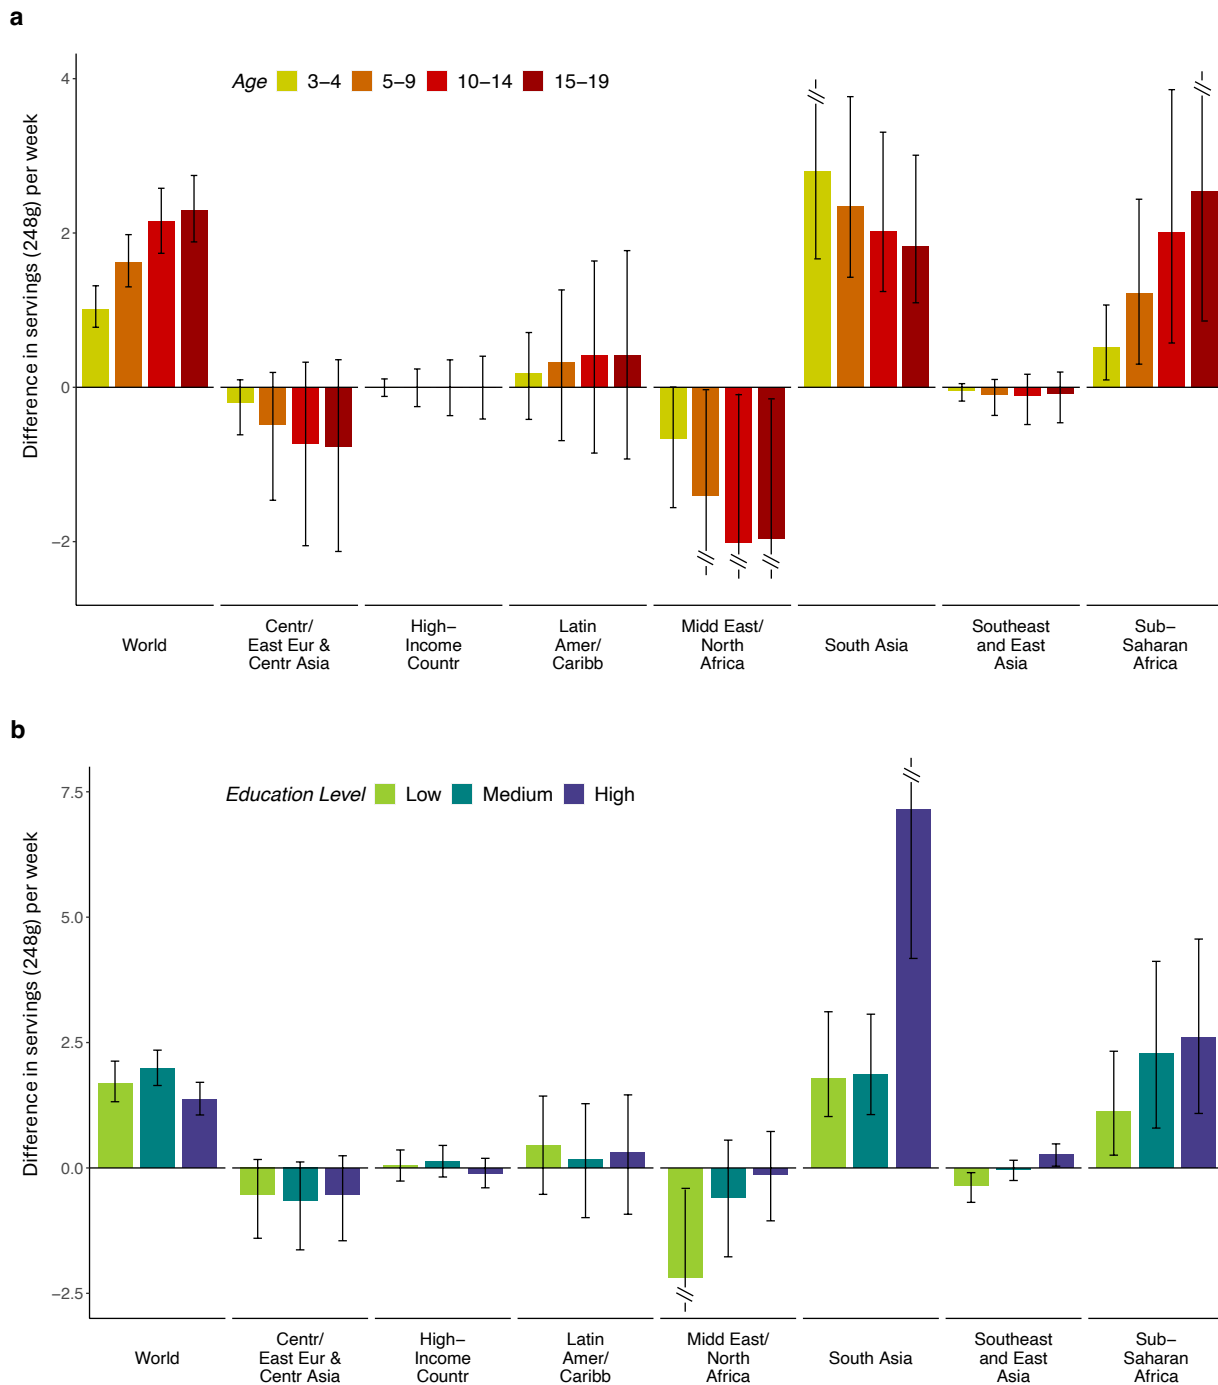 a
Difference in servings (248g) per week
Age 3–4 5–9 10–14 15–19
4
2
0
−2
World
Centr/
East Eur &
Centr Asia
High−
Income
Countr
Latin
Amer/
Caribb
Midd East/
North
Africa
South Asia
Southeast
and East
Asia
Sub−
Saharan
Africa
b
Difference in servings (248g) per week
Education Level Low Medium High
7.5
5.0
2.5
0.0
−2.5
World
Centr/
East Eur &
Centr Asia
High−
Income
Countr
Latin
Amer/
Caribb
Midd East/
North
Africa
South Asia
Southeast
and East
Asia
Sub−
Saharan
Africa